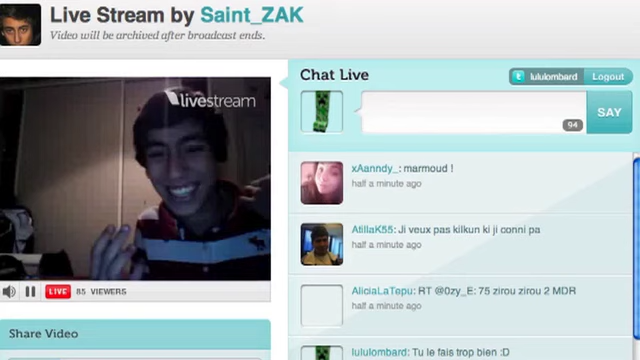 Live Stream by Saint_ZAK
Video will be archived after broadcast ends.
livestream
LIVE 85 VIEWERS
Share Video
Chat Live
lululombard Logout
94
SAY
xAanndy_: marmoud !
half a minute ago
AtillaK55: Ji veux pas kilkun ki ji conni pa
half a minute ago
AliciaLaTepu: RT @0zy_E: 75 zirou zirou 2 MDR
half a minute ago
lululombard: Tu le fais trop bien :D